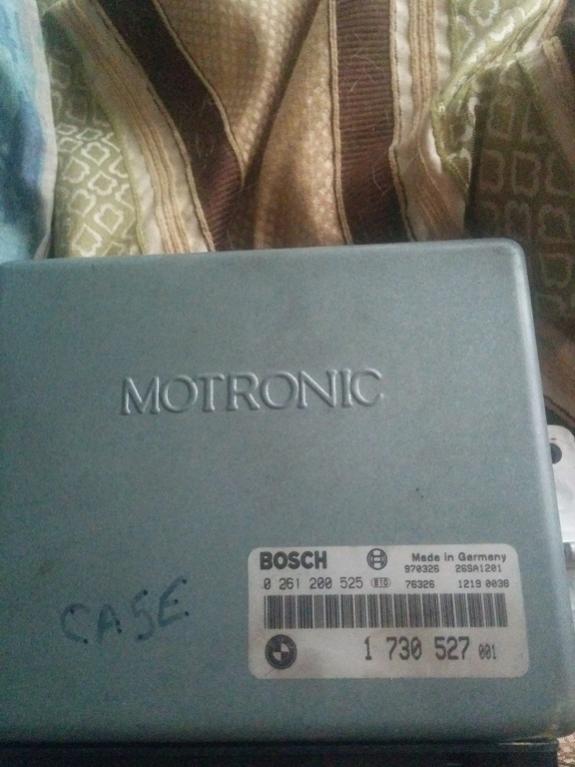 MOTRONIC
CASE
BOSCH Made in Germany
970326 26SA1201
0 261 200 525 76326 1219 0036
1 730 527 001